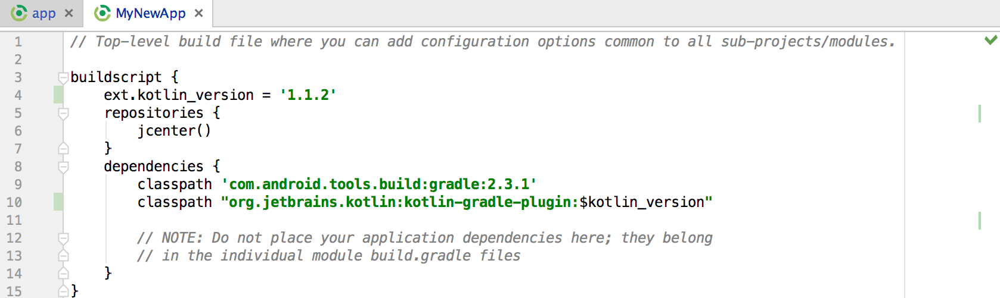 app × MyNewApp ×
1 // Top-level build file where you can add configuration options common to all sub-projects/modules.
2
3 buildscript {
4     ext.kotlin_version = '1.1.2'
5     repositories {
6         jcenter()
7     }
8     dependencies {
9         classpath 'com.android.tools.build:gradle:2.3.1'
10         classpath "org.jetbrains.kotlin:kotlin-gradle-plugin:$kotlin_version"
11
12         // NOTE: Do not place your application dependencies here; they belong
13         // in the individual module build.gradle files
14     }
15 }